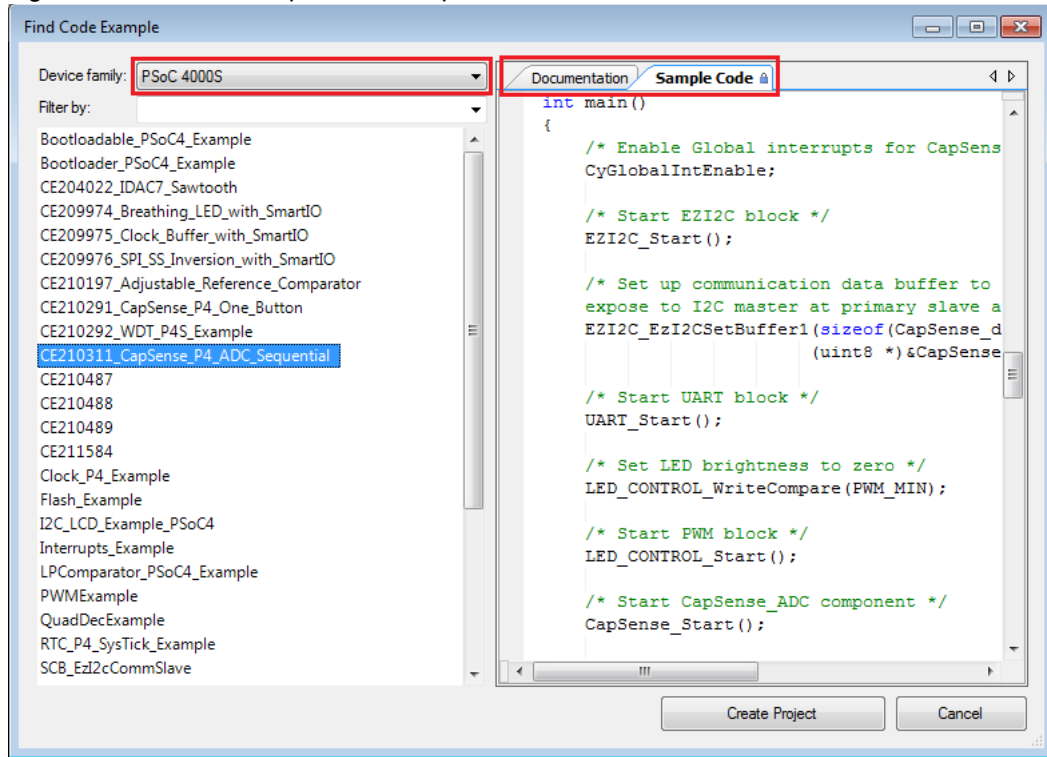 Find Code Example
Device family: PSoC 4000S
Filter by:
Bootloadable_PSoC4_Example
Bootloader_PSoC4_Example
CE204022_IDAC7_Sawtooth
CE209974_Breathing_LED_with_SmartIO
CE209975_Clock_Buffer_with_SmartIO
CE209976_SPI_SS_Inversion_with_SmartIO
CE210197_Adjustable_Reference_Comparator
CE210291_CapSense_P4_One_Button
CE210292_WDT_P4S_Example
CE210311_CapSense_P4_ADC_Sequential
CE210487
CE210488
CE210489
CE211584
Clock_P4_Example
Flash_Example
I2C_LCD_Example_PSoC4
Interrupts_Example
LPComparator_PSoC4_Example
PWMExample
QuadDecExample
RTC_P4_SysTick_Example
SCB_EzI2cCommSlave
Documentation Sample Code
int main()
{
/* Enable Global interrupts for CapSens
CyGlobalIntEnable;
/* Start EZI2C block */
EZI2C_Start();
/* Set up communication data buffer to
expose to I2C master at primary slave a
EZI2C_EzI2CSetBuffer1(sizeof(CapSense_d
(uint8 *)&CapSense
/* Start UART block */
UART_Start();
/* Set LED brightness to zero */
LED_CONTROL_WriteCompare(PWM_MIN);
/* Start PWM block */
LED_CONTROL_Start();
/* Start CapSense_ADC component */
CapSense_Start();
Create Project Cancel